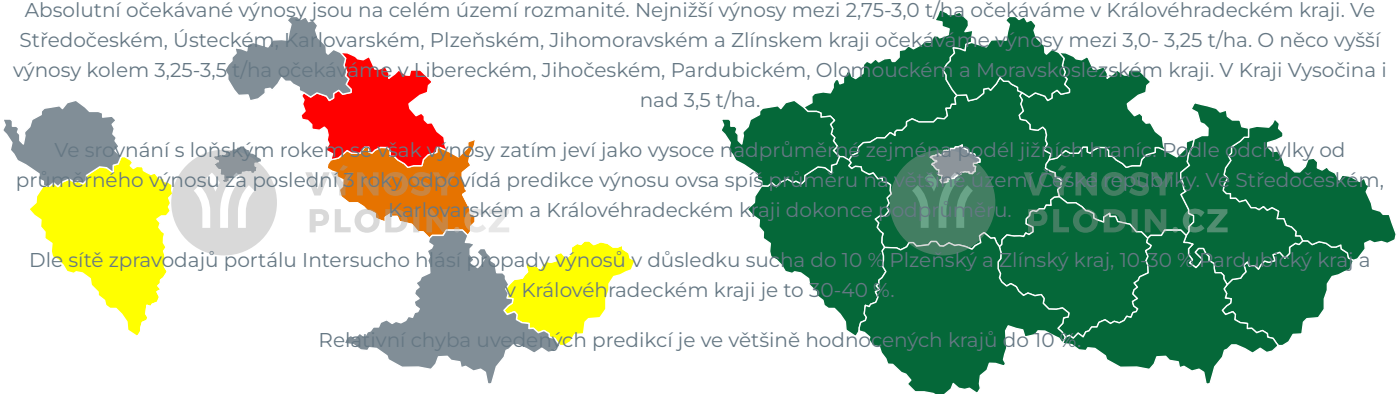 Absolutní očekávané výnosy jsou na celém území rozmanité. Nejnižší výnosy mezi 2,75-3,0 t/ha očekáváme v Královéhradeckém kraji. Ve
Středočeském, Ústeckém, Karlovarském, Plzeňském, Jihomoravském a Zlínskem kraji očekáváme výnosy mezi 3,0- 3,25 t/ha. O něco vyšší
výnosy kolem 3,25-3,5 t/ha očekáváme v Libereckém, Jihočeském, Pardubickém, Olomouckém a Moravskoslezském kraji. V Kraji Vysočina i
nad 3,5 t/ha.
Ve srovnání s loňským rokem se však výnosy zatím jeví jako vysoce nadprůměrné zejména podél jižních hranic. Podle odchylky od
průměrného výnosu za poslední 3 roky odpovídá predikce výnosu ovsa spíš průměru na většině území České republiky. Ve Středočeském,
Karlovarském a Královéhradeckém kraji dokonce podprůměru.
VÝNOSY
PLODIN.CZ
VÝNOSY
PLODIN.CZ
Dle sítě zpravodajů portálu Intersucho hlásí propady výnosů v důsledku sucha do 10 % Plzeňský a Zlínský kraj, 10-30 % Pardubický kraj a
v Královéhradeckém kraji je to 30-40 %.
Relativní chyba uvedených predikcí je ve většině hodnocených krajů do 10 %.